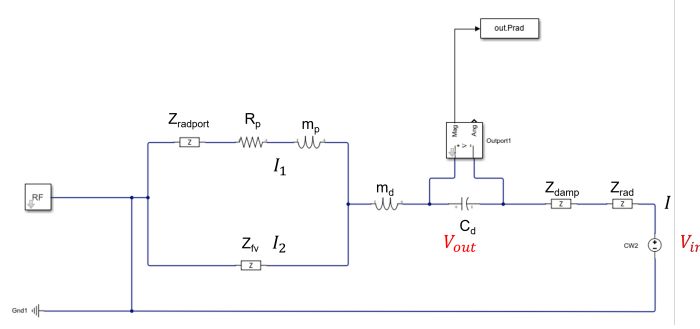 out.Prad
Z_radport
R_p
m_p
Mag
Ang
+ V -
Outport1
I_1
RF
m_d
Z_damp
Z_rad
I
+
C_d
Z_fv
I_2
V_out
CW2
V_in
Z
Z
Z
Z
Gnd1